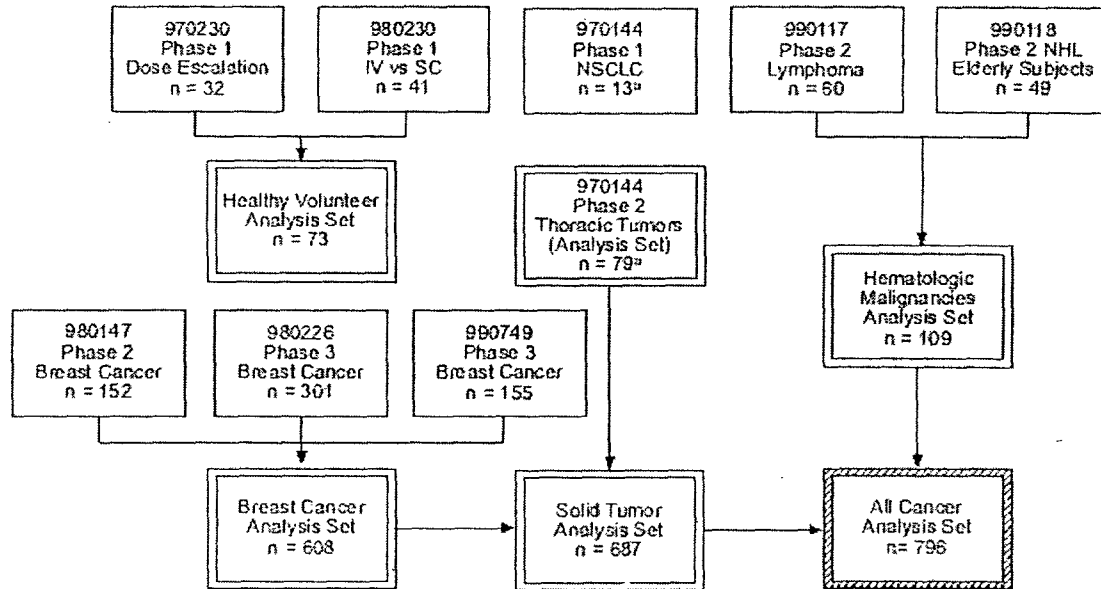 970230
Phase 1
Dose Escalation
n = 32
980230
Phase 1
IV vs SC
n = 41
970144
Phase 1
NSCLC
n = 13ª
990117
Phase 2
Lymphoma
n = 60
990118
Phase 2 NHL
Elderly Subjects
n = 49
Healthy Volunteer
Analysis Set
n = 73
970144
Phase 2
Thoracic Tumors
(Analysis Set)
n = 79ª
Hematologic
Malignancies
Analysis Set
n = 109
980147
Phase 2
Breast Cancer
n = 152
980226
Phase 3
Breast Cancer
n = 301
990749
Phase 3
Breast Cancer
n = 155
Breast Cancer
Analysis Set
n = 608
Solid Tumor
Analysis Set
n = 687
All Cancer
Analysis Set
n= 796